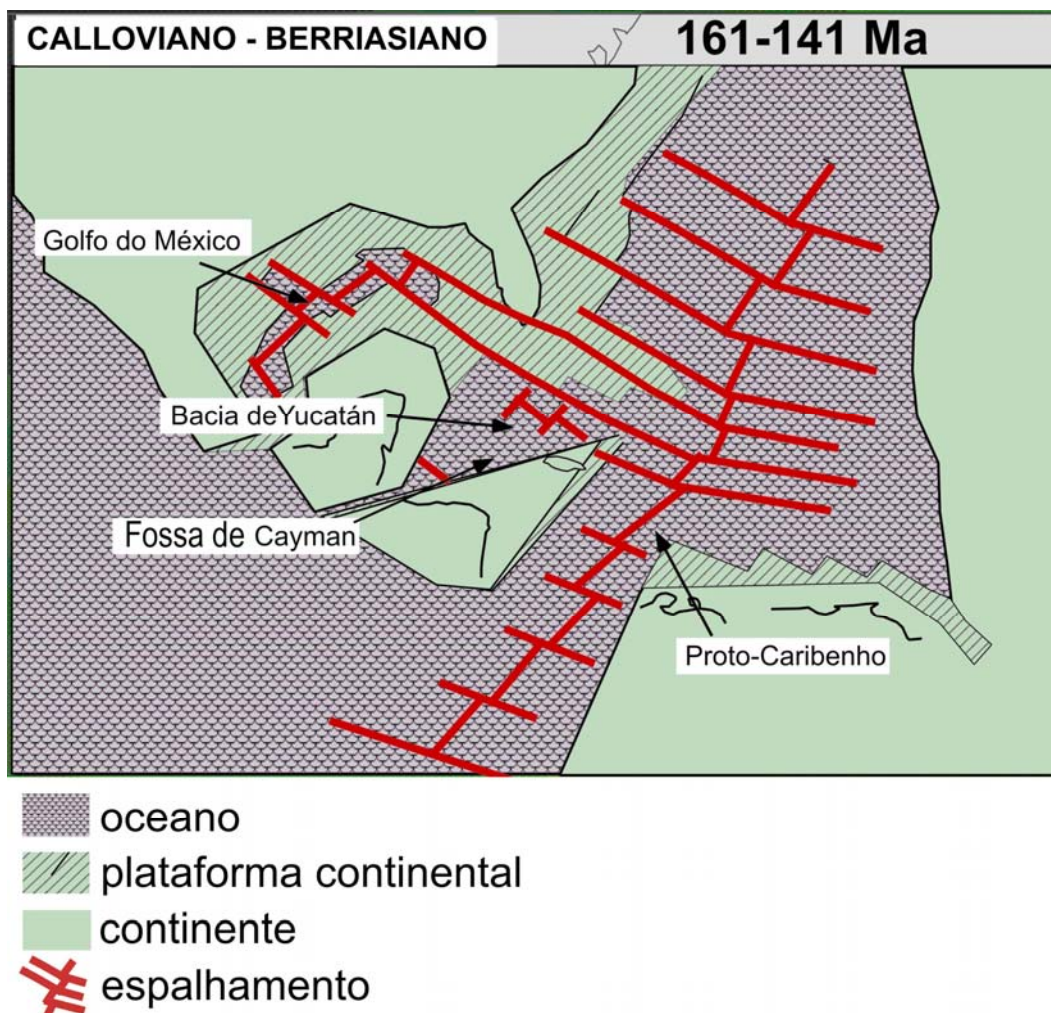 CALLOVIANO - BERRIASIANO
161-141 Ma
Golfo do México
Bacia deYucatán
Fossa de Cayman
Proto-Caribenho
oceano
plataforma continental
continente
espalhamento